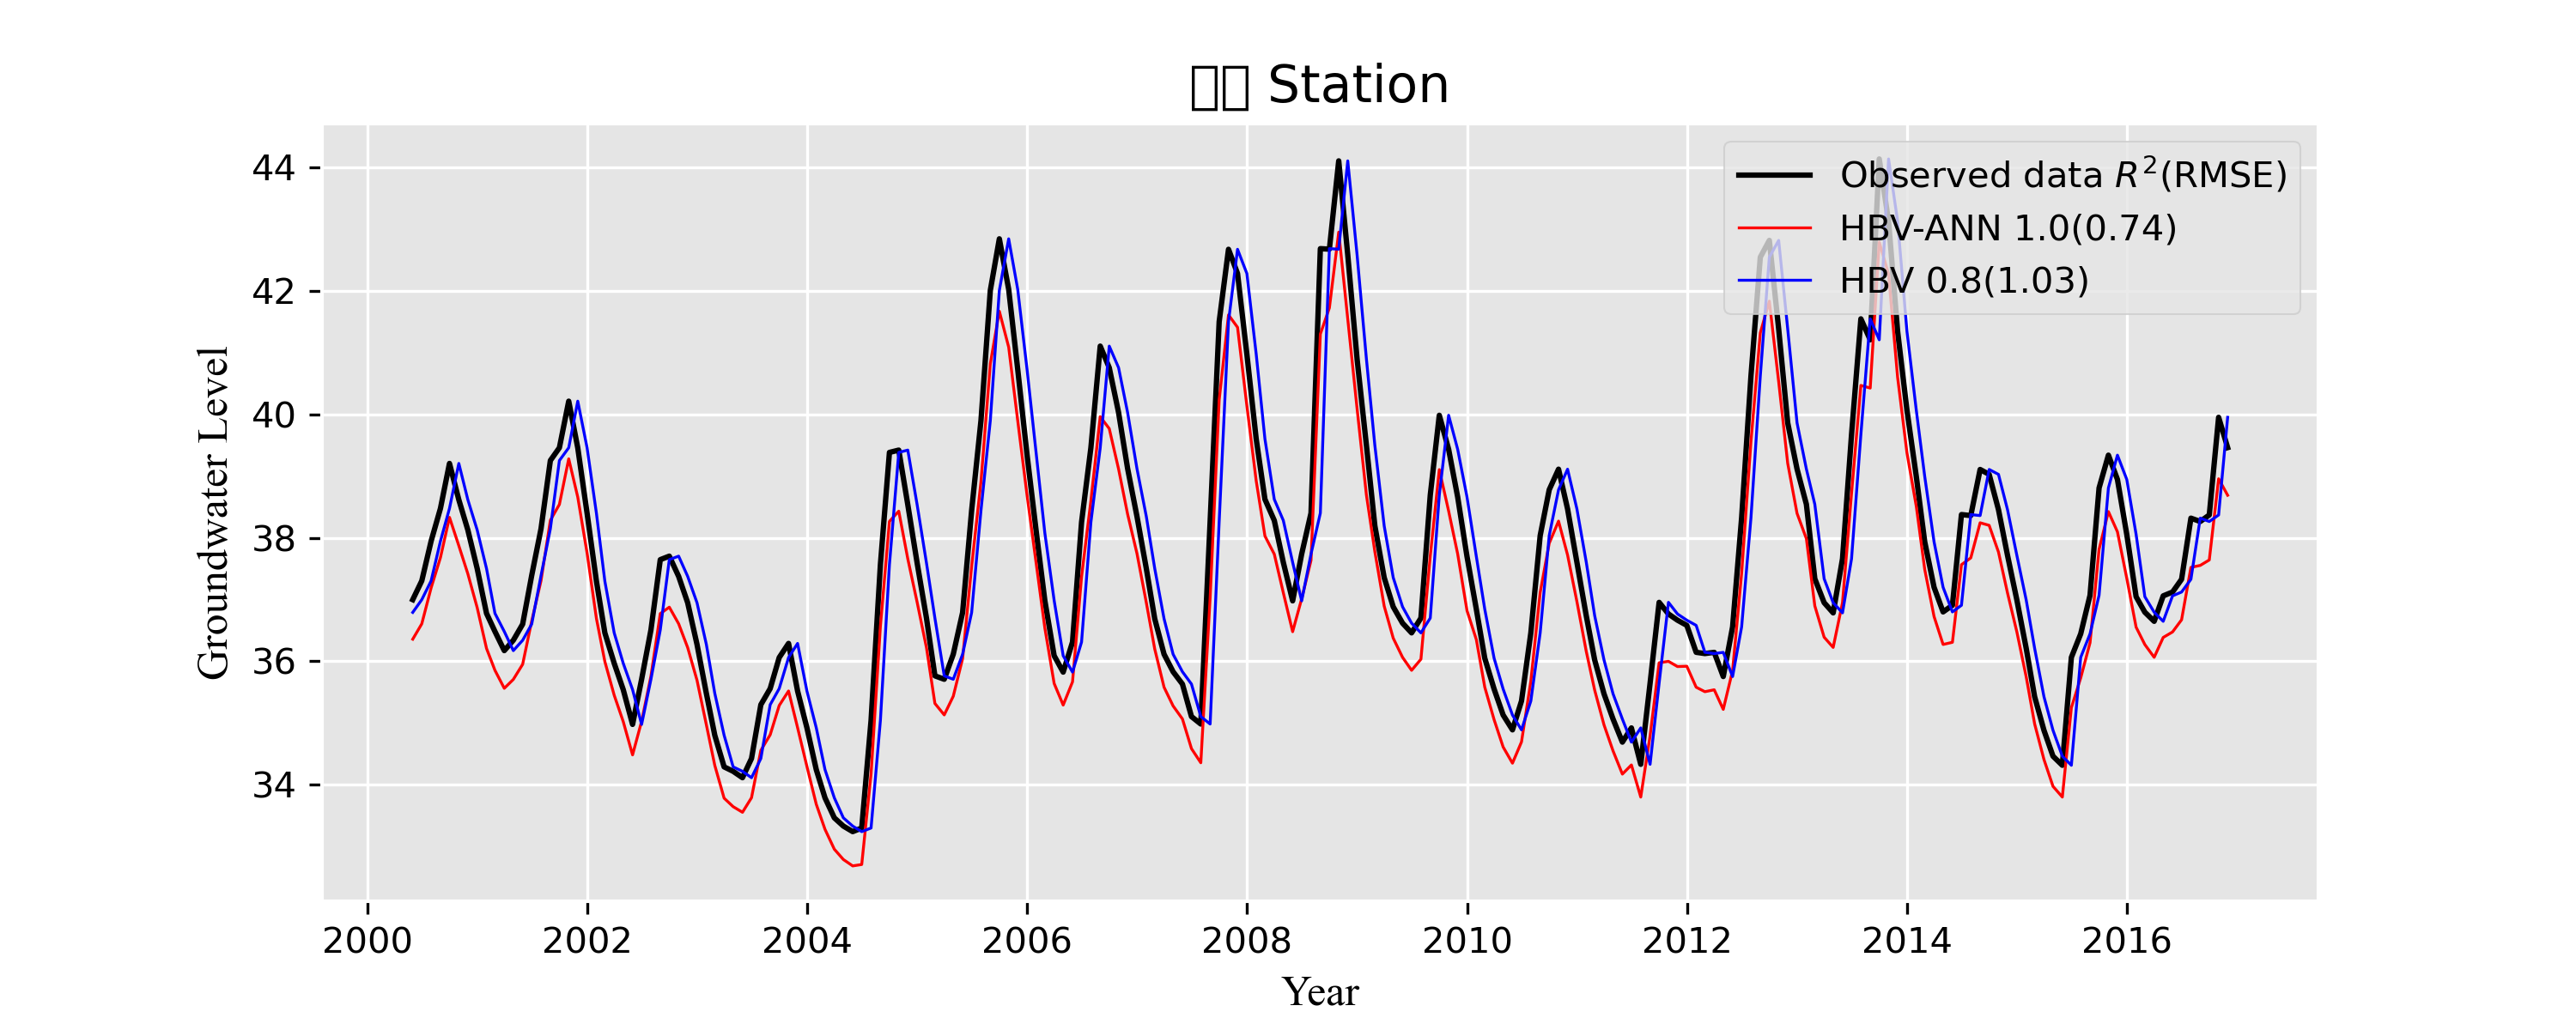 Station
Observed data R²(RMSE)
HBV-ANN 1.0(0.74)
HBV 0.8(1.03)
Groundwater Level
44
42
40
38
36
34
2000 2002 2004 2006 2008 2010 2012 2014 2016
Year